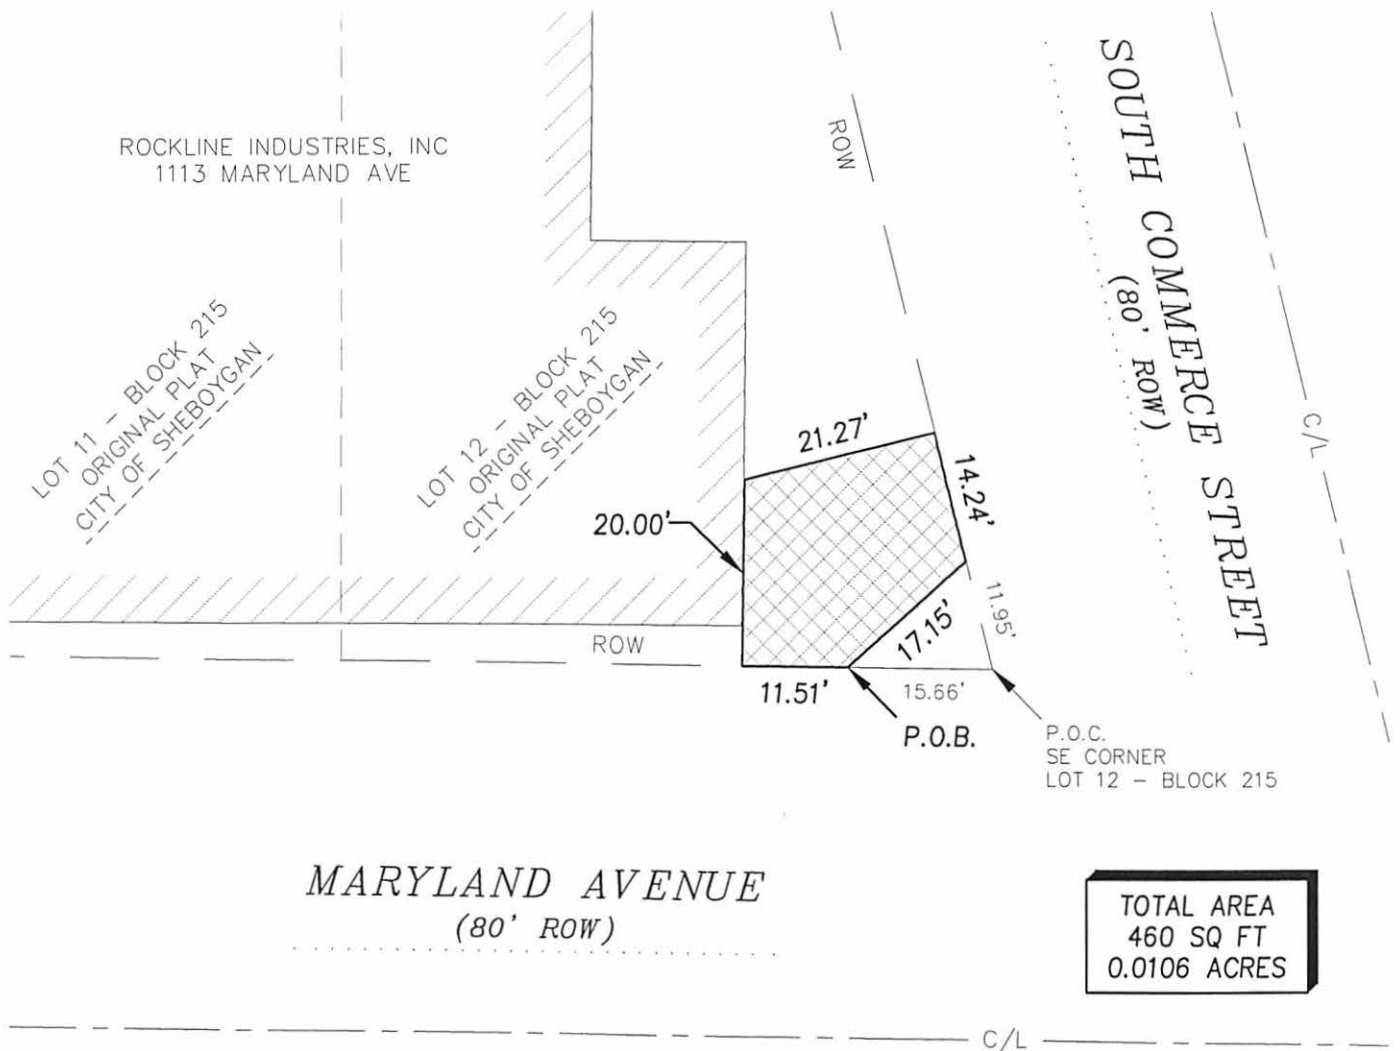 ROCKLINE INDUSTRIES, INC
1113 MARYLAND AVE
ROW
SOUTH COMMERCE STREET
(80' ROW)
C/L
LOT 11 - BLOCK 215
ORIGINAL PLAT
CITY OF SHEBOYGAN
LOT 12 - BLOCK 215
ORIGINAL PLAT
CITY OF SHEBOYGAN
21.27'
14.24'
20.00'
11.95'
17.15'
ROW
11.51'
15.66'
P.O.B.
P.O.C.
SE CORNER
LOT 12 - BLOCK 215
MARYLAND AVENUE
(80' ROW)
TOTAL AREA
460 SQ FT
0.0106 ACRES
C/L